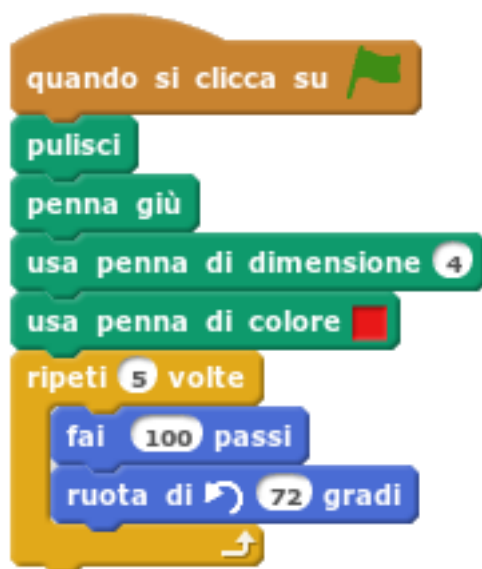 quando si clicca su
pulisci
penna giù
usa penna di dimensione 4
usa penna di colore
ripeti 5 volte
fai 100 passi
ruota di 72 gradi